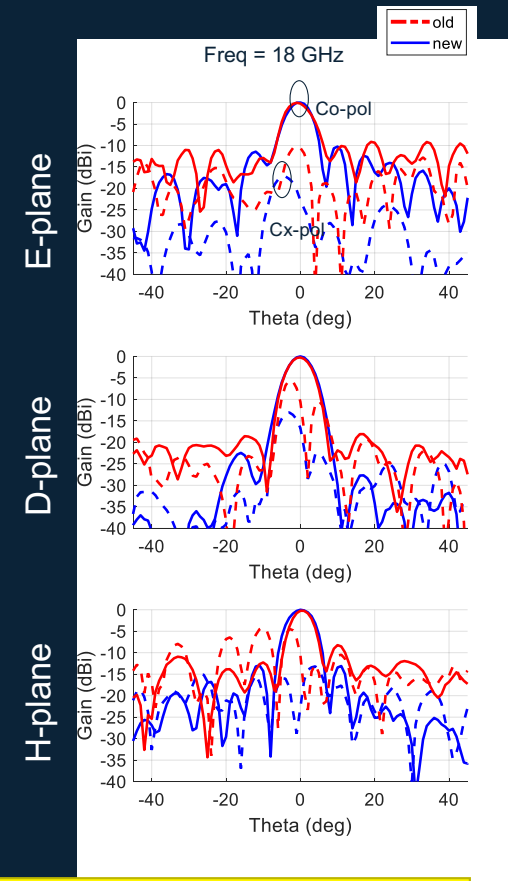 old
new
Freq = 18 GHz
E-plane
Gain (dBi)
0
-5
-10
-15
-20
-25
-30
-35
-40
Co-pol
Cx-pol
-40 -20 0 20 40
Theta (deg)
D-plane
Gain (dBi)
0
-5
-10
-15
-20
-25
-30
-35
-40
-40 -20 0 20 40
Theta (deg)
H-plane
Gain (dBi)
0
-5
-10
-15
-20
-25
-30
-35
-40
-40 -20 0 20 40
Theta (deg)